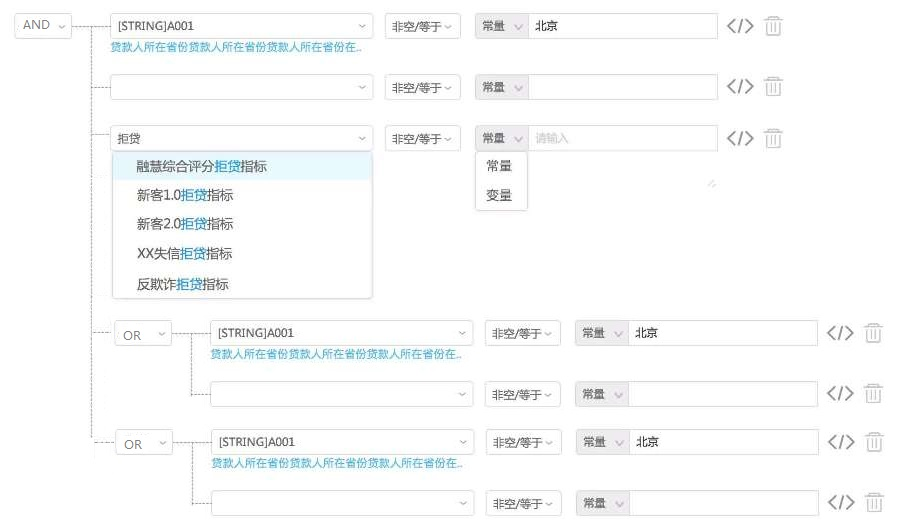 AND [STRING]A001 非空/等于 常量 北京 </>
贷款人所在省份贷款人所在省份贷款人所在省份在..
非空/等于 常量 </>
拒贷 非空/等于 常量 请输入 </>
融慧综合评分拒贷指标 常量
新客1.0拒贷指标 变量
新客2.0拒贷指标
XX失信拒贷指标
反欺诈拒贷指标
OR [STRING]A001 非空/等于 常量 北京 </>
贷款人所在省份贷款人所在省份贷款人所在省份在..
非空/等于 常量 </>
OR [STRING]A001 非空/等于 常量 北京 </>
贷款人所在省份贷款人所在省份贷款人所在省份在..
非空/等于 常量 </>